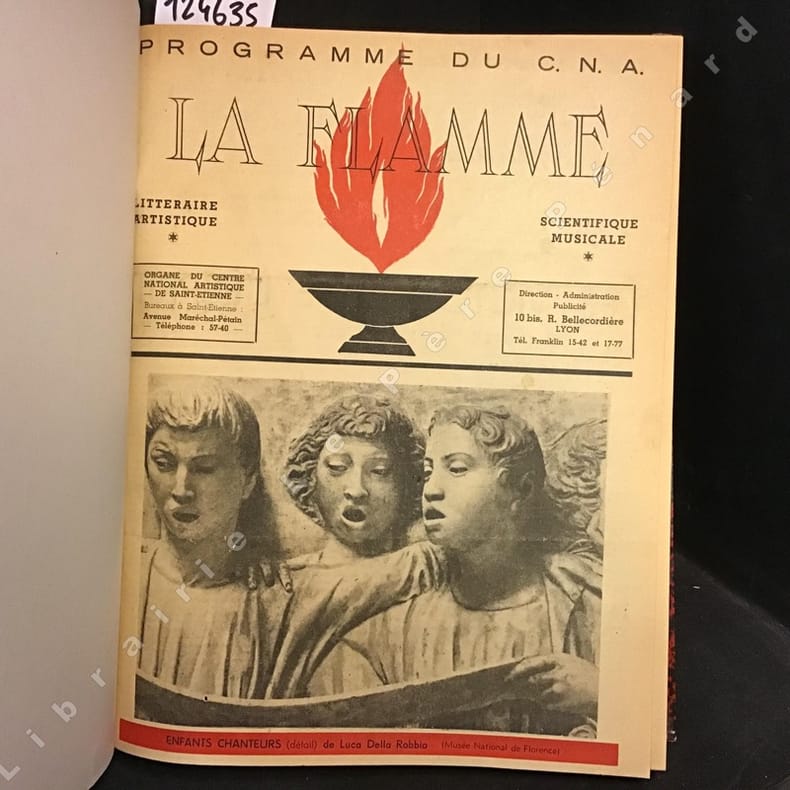 124635
PROGRAMME DU C. N. A.
LA FLAMME
LITTERAIRE
ARTISTIQUE
SCIENTIFIQUE
MUSICALE
ORGANE DU CENTRE
NATIONAL ARTISTIQUE
— DE SAINT-ETIENNE —
Bureaux à Saint-Etienne :
Avenue Maréchal-Pétain
— Téléphone : 57-40 —
Direction - Administration
Publicité
10 bis, R. Bellecordière
LYON
Tél. Franklin 15-42 et 17-77
ENFANTS CHANTEURS (détail) de Luca Della Robbia (Musée National de Florence)
Librairie Le Père Pénard